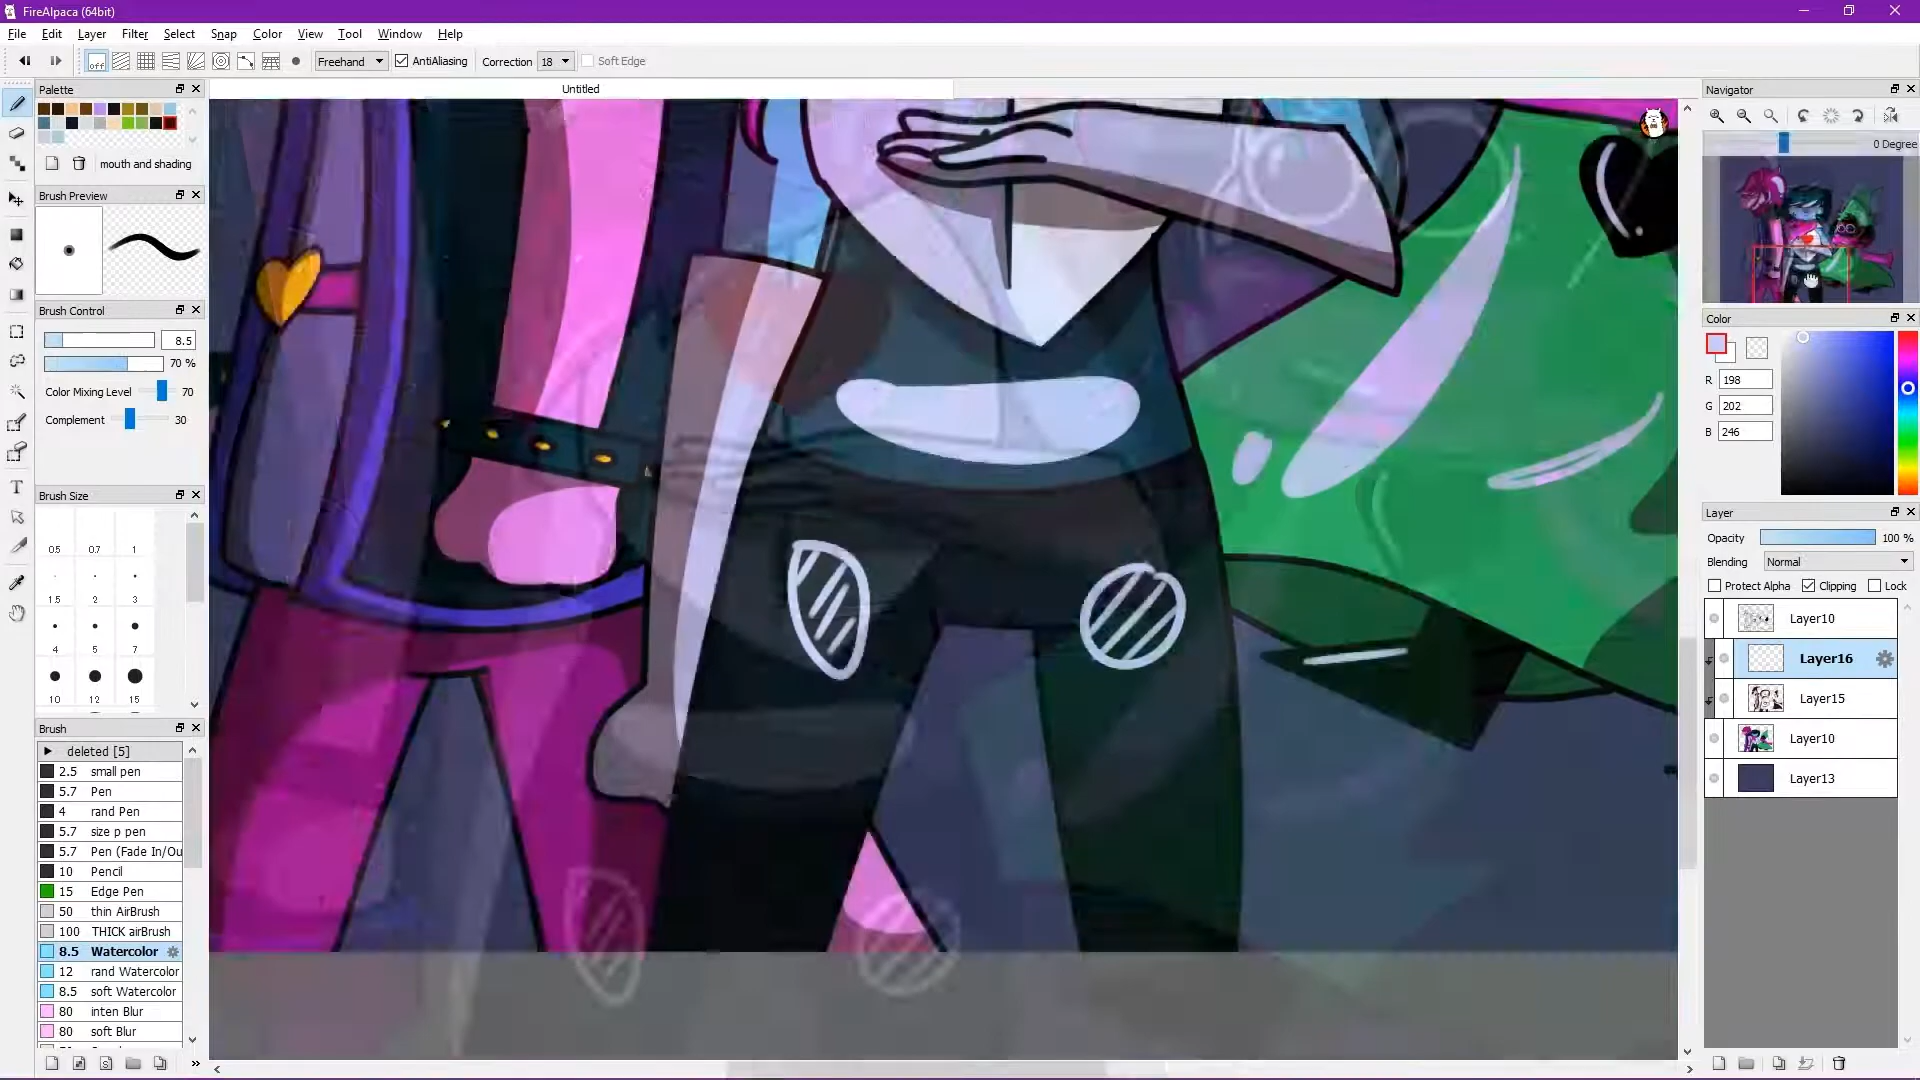 FireAlpaca (64bit)
File Edit Layer Filter Select Snap Color View Tool Window Help
off Freehand AntiAliasing Correction 18 Soft Edge
Palette
mouth and shading
Brush Preview
Brush Control
8.5
70 %
Color Mixing Level 70
Complement 30
Brush Size
0.5 0.7 1
1.5 2 3
4 5 7
10 12 15
Brush
deleted [5]
2.5 small pen
5.7 Pen
4 rand Pen
5.7 size p pen
5.7 Pen (Fade In/Ou
10 Pencil
15 Edge Pen
50 thin AirBrush
100 THICK airBrush
8.5 Watercolor
12 rand Watercolor
8.5 soft Watercolor
80 inten Blur
80 soft Blur
Untitled
Navigator
0 Degree
Color
R 198
G 202
B 246
Layer
Opacity 100 %
Blending Normal
Protect Alpha Clipping Lock
Layer10
Layer16
Layer15
Layer10
Layer13